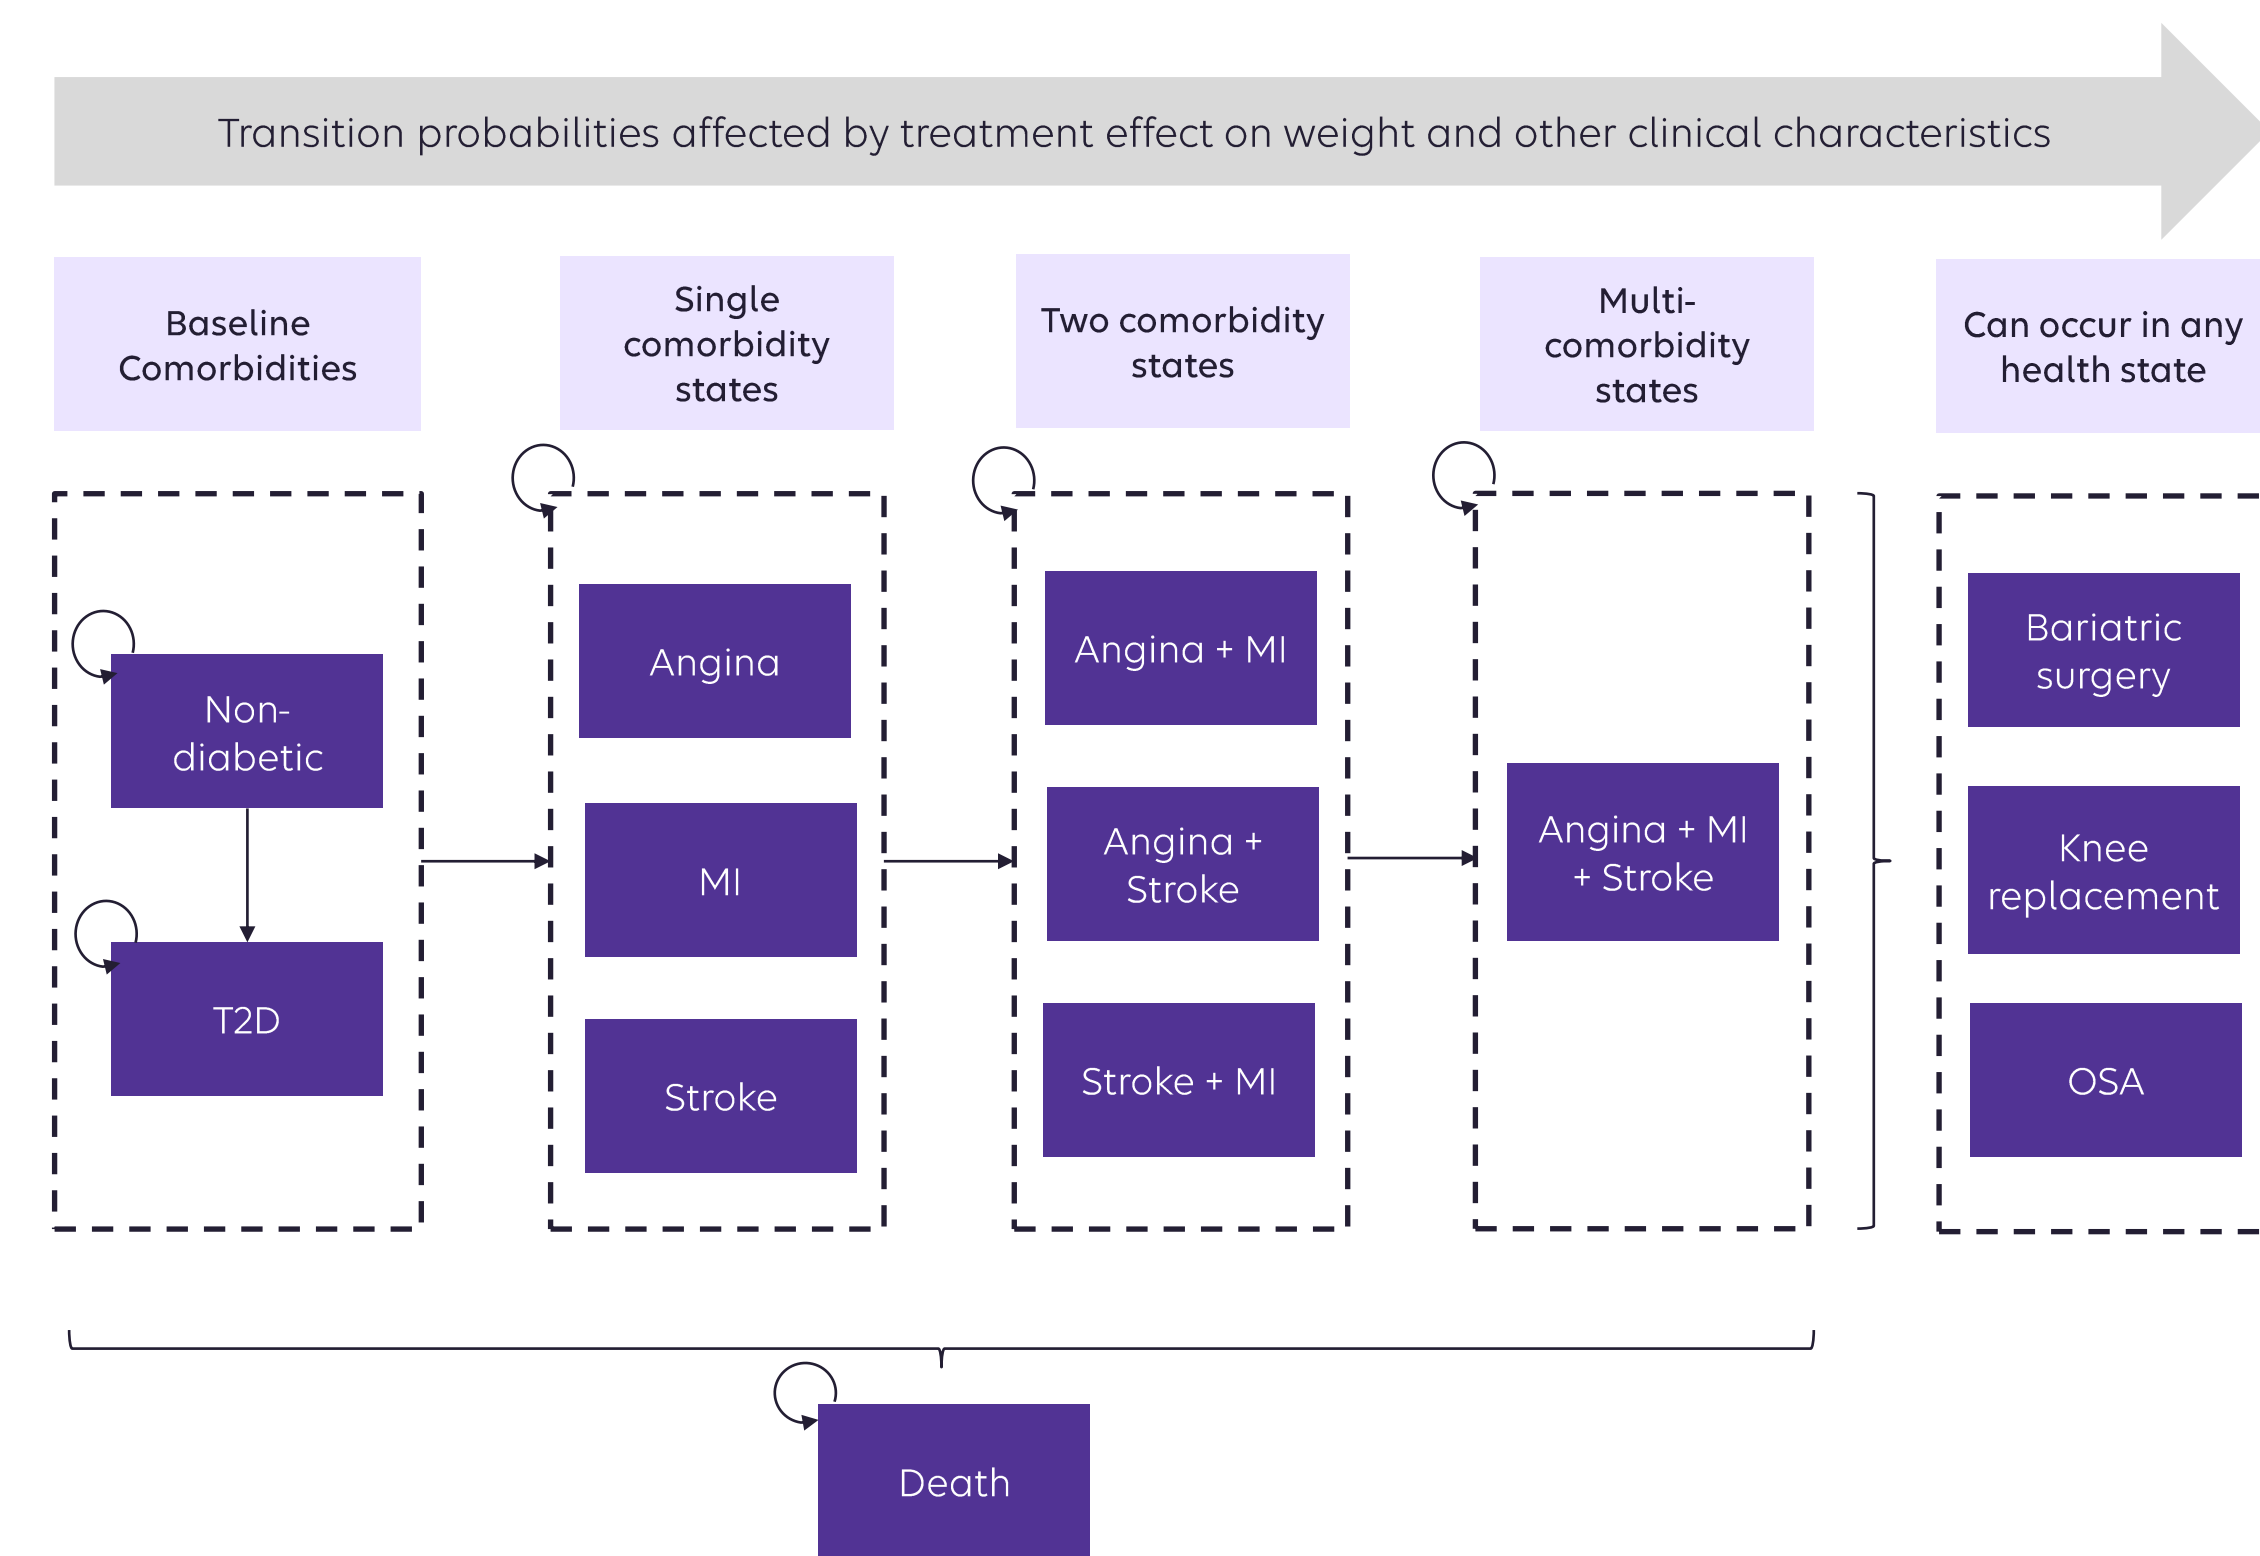 Transition probabilities affected by treatment effect on weight and other clinical characteristics
Baseline
Comorbidities
Single
comorbidity
states
Two comorbidity
states
Multi-
comorbidity
states
Can occur in any
health state
Non-
diabetic
T2D
Angina
MI
Stroke
Angina + MI
Angina +
Stroke
Stroke + MI
Angina + MI
+ Stroke
Bariatric
surgery
Knee
replacement
OSA
Death